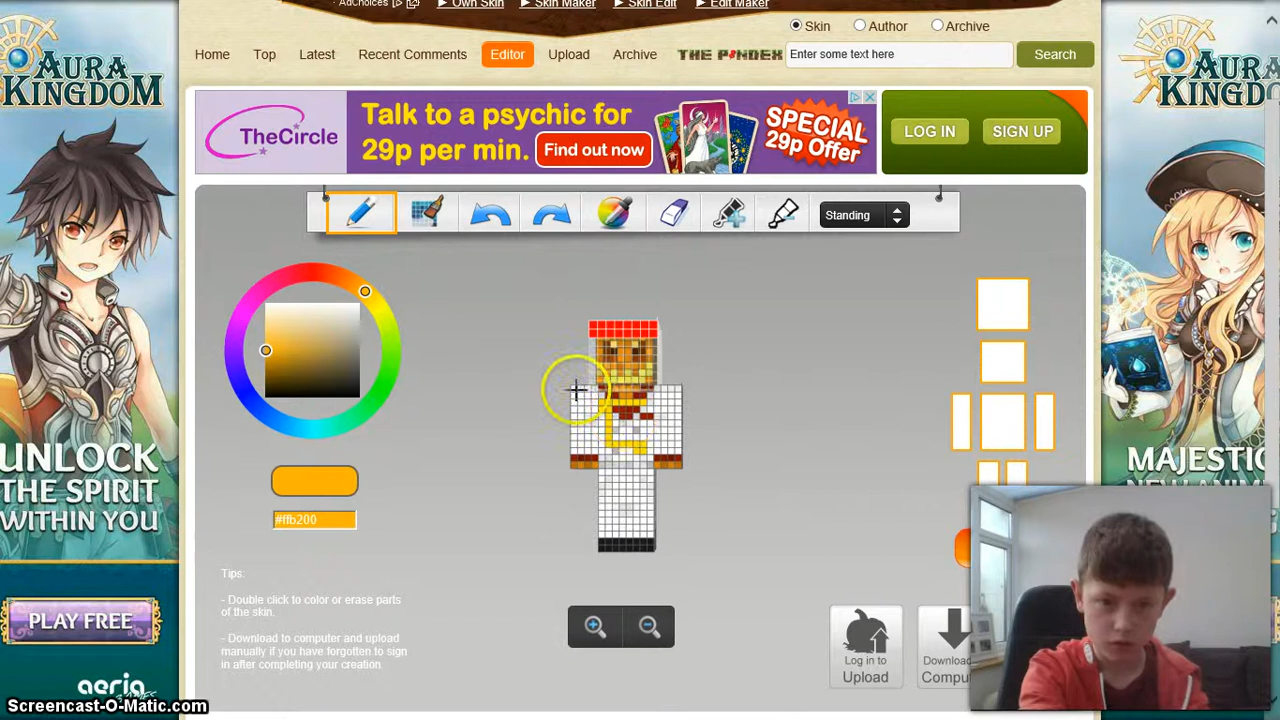 AdChoices
Own Skin
Skin Maker
Skin Edit
Edit Maker
Skin
Author
Archive
Home
Top
Latest
Recent Comments
Editor
Upload
Archive
THE PINDEX
Enter some text here
Search
AURA
KINGDOM
TheCircle
Talk to a psychic for
29p per min.
Find out now
SPECIAL
29p Offer
LOG IN
SIGN UP
Standing
#ffb200
Tips:
- Double click to color or erase parts
of the skin.
- Download to computer and upload
manually if you have forgotten to sign
in after completing your creation
Log in to
Upload
Download
UNLOCK
THE SPIRIT
WITHIN YOU
PLAY FREE
aeria
GAMES
Screencast-O-Matic.com